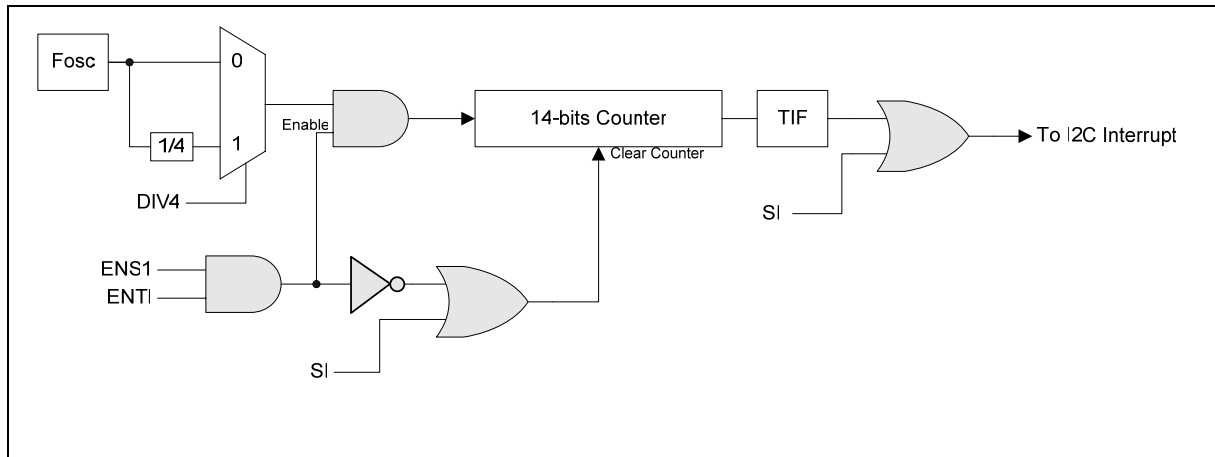 Fosc
0
1/4
1
DIV4
Enable
14-bits Counter
Clear Counter
TIF
To I2C Interrupt
SI
ENS1
ENTI
SI